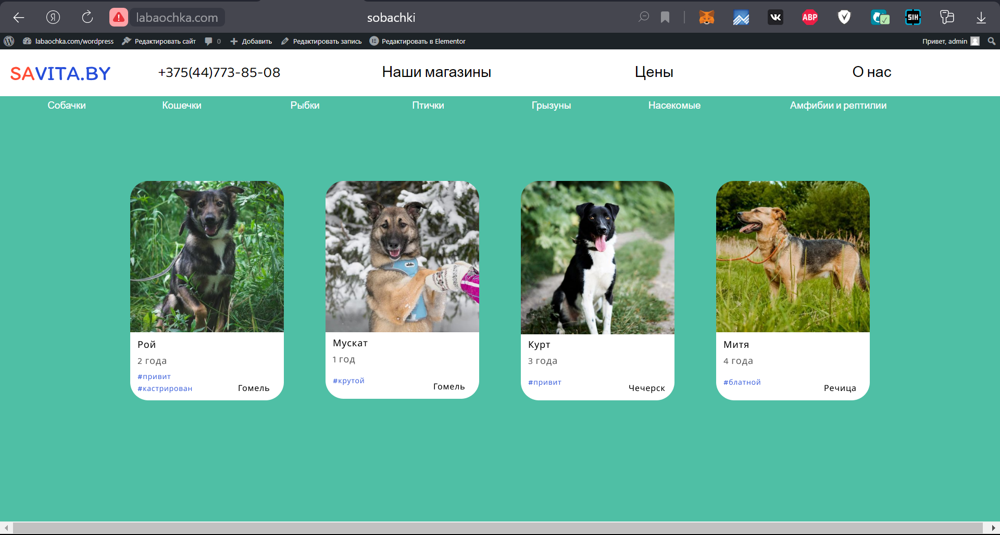 labaochka.com
sobachki
VK
ABP
SIH
labaochka.com/wordpress
Редактировать сайт
0
Добавить
Редактировать запись
Редактировать в Elementor
Привет, admin
SAVITA.BY
+375(44)773-85-08
Наши магазины
Цены
О нас
Собачки
Кошечки
Рыбки
Птички
Грызуны
Насекомые
Амфибии и рептилии
Рой
2 года
#привит
#кастрирован
Гомель
Мускат
1 год
#крутой
Гомель
Курт
3 года
#привит
Чечерск
Митя
4 года
#блатной
Речица